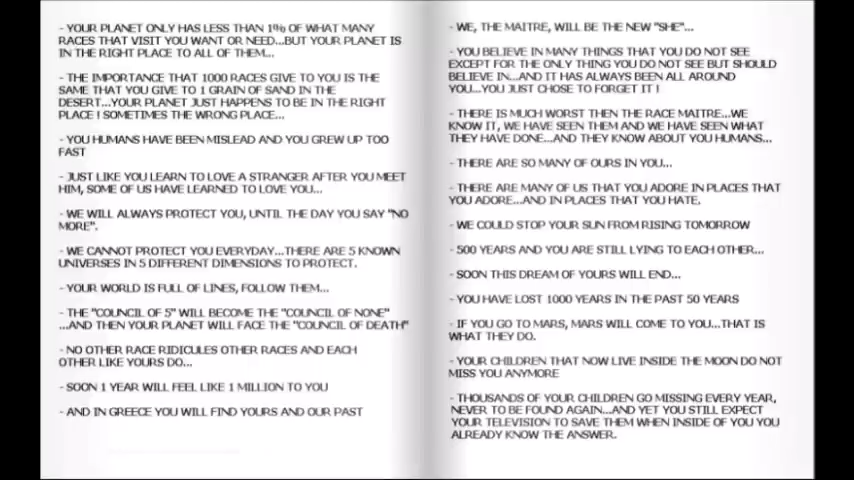 - YOUR PLANET ONLY HAS LESS THAN 1% OF WHAT MANY
RACES THAT VISIT YOU WANT OR NEED...BUT YOUR PLANET IS
IN THE RIGHT PLACE TO ALL OF THEM...
- THE IMPORTANCE THAT 1000 RACES GIVE TO YOU IS THE
SAME THAT YOU GIVE TO 1 GRAIN OF SAND IN THE
DESERT...YOUR PLANET JUST HAPPENS TO BE IN THE RIGHT
PLACE ! SOMETIMES THE WRONG PLACE...
- YOU HUMANS HAVE BEEN MISLEAD AND YOU GREW UP TOO
FAST
- JUST LIKE YOU LEARN TO LOVE A STRANGER AFTER YOU MEET
HIM, SOME OF US HAVE LEARNED TO LOVE YOU...
- WE WILL ALWAYS PROTECT YOU, UNTIL THE DAY YOU SAY "NO
MORE".
- WE CANNOT PROTECT YOU EVERYDAY...THERE ARE 5 KNOWN
UNIVERSES IN 5 DIFFERENT DIMENSIONS TO PROTECT.
- YOUR WORLD IS FULL OF LINES, FOLLOW THEM...
- THE "COUNCIL OF 5" WILL BECOME THE "COUNCIL OF NONE"
...AND THEN YOUR PLANET WILL FACE THE "COUNCIL OF DEATH"
- NO OTHER RACE RIDICULES OTHER RACES AND EACH
OTHER LIKE YOURS DO...
- SOON 1 YEAR WILL FEEL LIKE 1 MILLION TO YOU
- AND IN GREECE YOU WILL FIND YOURS AND OUR PAST
- WE, THE MAITRE, WILL BE THE NEW "SHE"...
- YOU BELIEVE IN MANY THINGS THAT YOU DO NOT SEE
EXCEPT FOR THE ONLY THING YOU DO NOT SEE BUT SHOULD
BELIEVE IN...AND IT HAS ALWAYS BEEN ALL AROUND
YOU...YOU JUST CHOSE TO FORGET IT !
- THERE IS MUCH WORST THEN THE RACE MAITRE...WE
KNOW IT, WE HAVE SEEN THEM AND WE HAVE SEEN WHAT
THEY HAVE DONE...AND THEY KNOW ABOUT YOU HUMANS...
- THERE ARE SO MANY OF OURS IN YOU...
- THERE ARE MANY OF US THAT YOU ADORE IN PLACES THAT
YOU ADORE...AND IN PLACES THAT YOU HATE.
- WE COULD STOP YOUR SUN FROM RISING TOMORROW
- 500 YEARS AND YOU ARE STILL LYING TO EACH OTHER...
- SOON THIS DREAM OF YOURS WILL END...
- YOU HAVE LOST 1000 YEARS IN THE PAST 50 YEARS
- IF YOU GO TO MARS, MARS WILL COME TO YOU...THAT IS
WHAT THEY DO.
- YOUR CHILDREN THAT NOW LIVE INSIDE THE MOON DO NOT
MISS YOU ANYMORE
- THOUSANDS OF YOUR CHILDREN GO MISSING EVERY YEAR,
NEVER TO BE FOUND AGAIN...AND YET YOU STILL EXPECT
YOUR TELEVISION TO SAVE THEM WHEN INSIDE OF YOU YOU
ALREADY KNOW THE ANSWER.